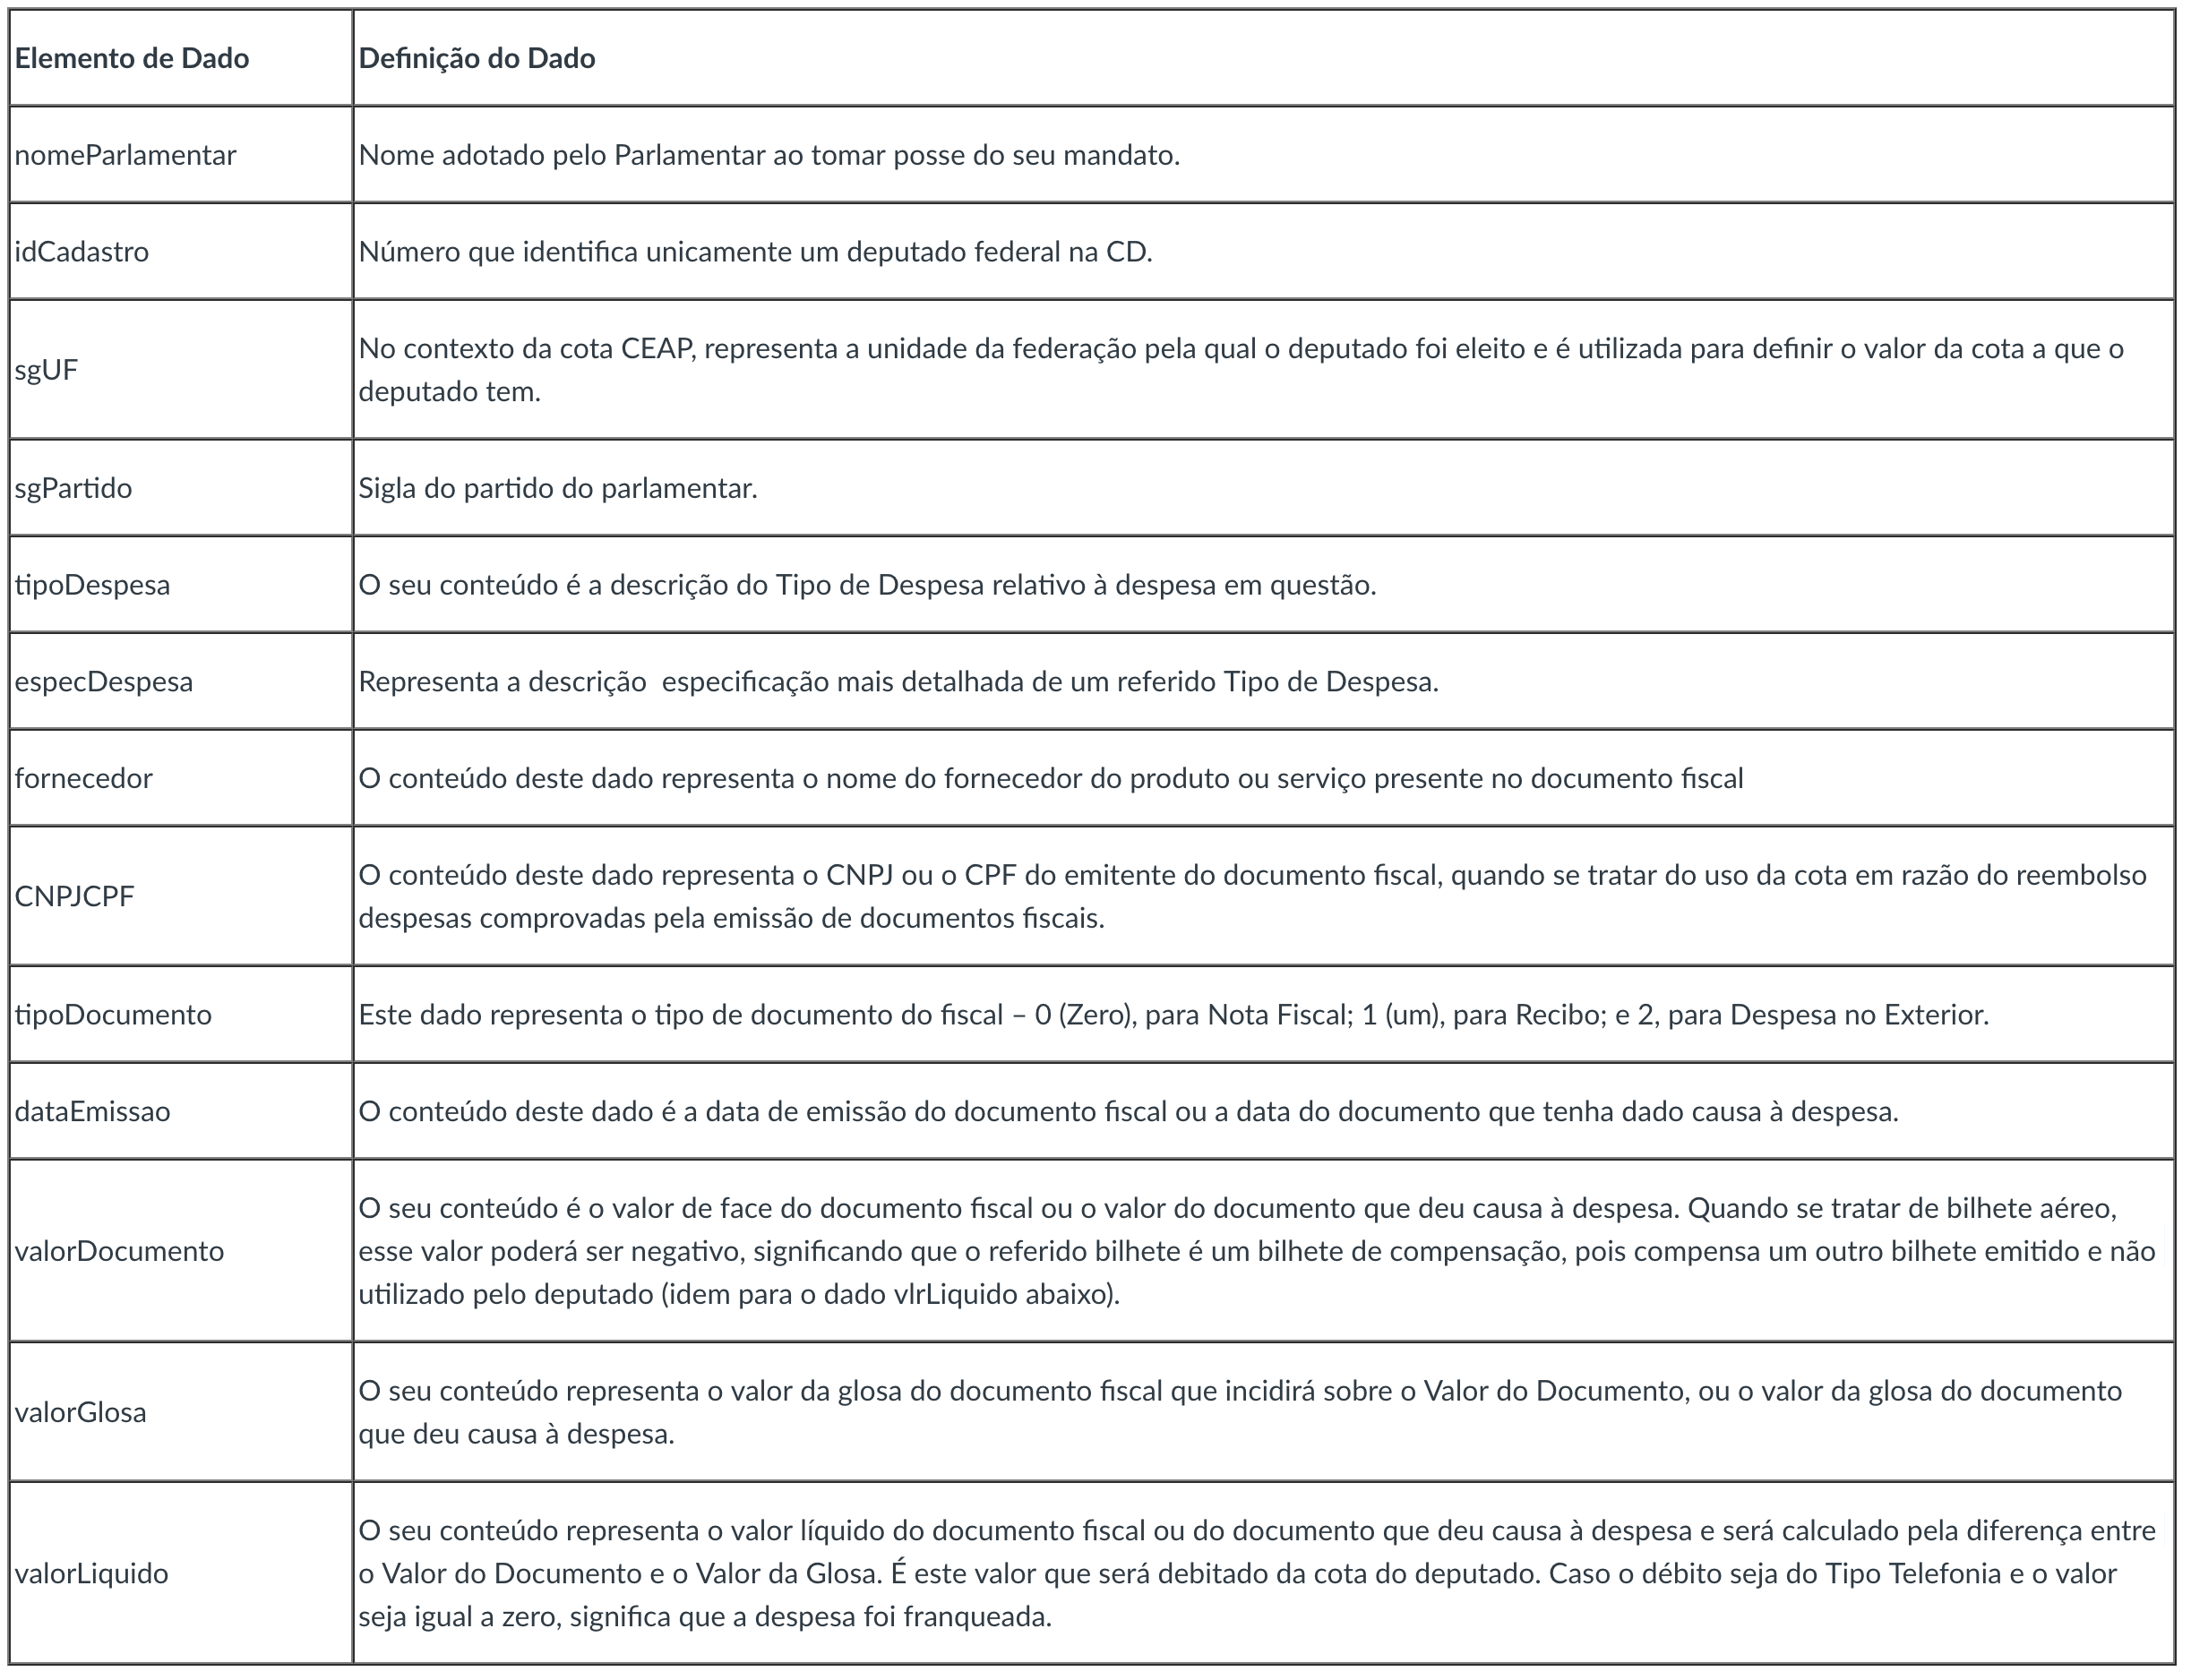 Elemento de Dado
Definição do Dado
nomeParlamentar
Nome adotado pelo Parlamentar ao tomar posse do seu mandato.
idCadastro
Número que identifica unicamente um deputado federal na CD.
sgUF
No contexto da cota CEAP, representa a unidade da federação pela qual o deputado foi eleito e é utilizada para definir o valor da cota a que o
deputado tem.
sgPartido
Sigla do partido do parlamentar.
tipoDespesa
O seu conteúdo é a descrição do Tipo de Despesa relativo à despesa em questão.
especDespesa
Representa a descrição  especificação mais detalhada de um referido Tipo de Despesa.
fornecedor
O conteúdo deste dado representa o nome do fornecedor do produto ou serviço presente no documento fiscal
CNPJCPF
O conteúdo deste dado representa o CNPJ ou o CPF do emitente do documento fiscal, quando se tratar do uso da cota em razão do reembolso
despesas comprovadas pela emissão de documentos fiscais.
tipoDocumento
Este dado representa o tipo de documento do fiscal – 0 (Zero), para Nota Fiscal; 1 (um), para Recibo; e 2, para Despesa no Exterior.
dataEmissao
O conteúdo deste dado é a data de emissão do documento fiscal ou a data do documento que tenha dado causa à despesa.
valorDocumento
O seu conteúdo é o valor de face do documento fiscal ou o valor do documento que deu causa à despesa. Quando se tratar de bilhete aéreo,
esse valor poderá ser negativo, significando que o referido bilhete é um bilhete de compensação, pois compensa um outro bilhete emitido e não
utilizado pelo deputado (idem para o dado vlrLiquido abaixo).
valorGlosa
O seu conteúdo representa o valor da glosa do documento fiscal que incidirá sobre o Valor do Documento, ou o valor da glosa do documento
que deu causa à despesa.
valorLiquido
O seu conteúdo representa o valor líquido do documento fiscal ou do documento que deu causa à despesa e será calculado pela diferença entre
o Valor do Documento e o Valor da Glosa. É este valor que será debitado da cota do deputado. Caso o débito seja do Tipo Telefonia e o valor
seja igual a zero, significa que a despesa foi franqueada.